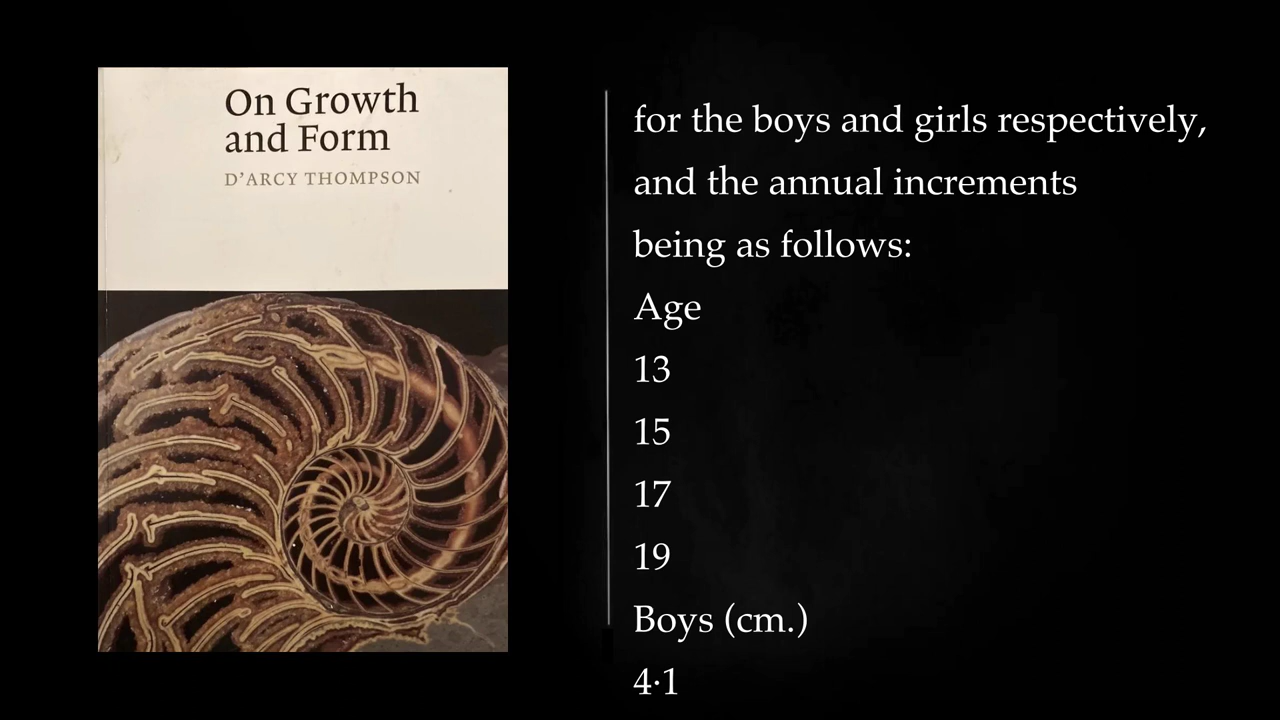 On Growth
and Form
D'ARCY THOMPSON
for the boys and girls respectively,
and the annual increments
being as follows:
Age
13
15
17
19
Boys (cm.)
4·1